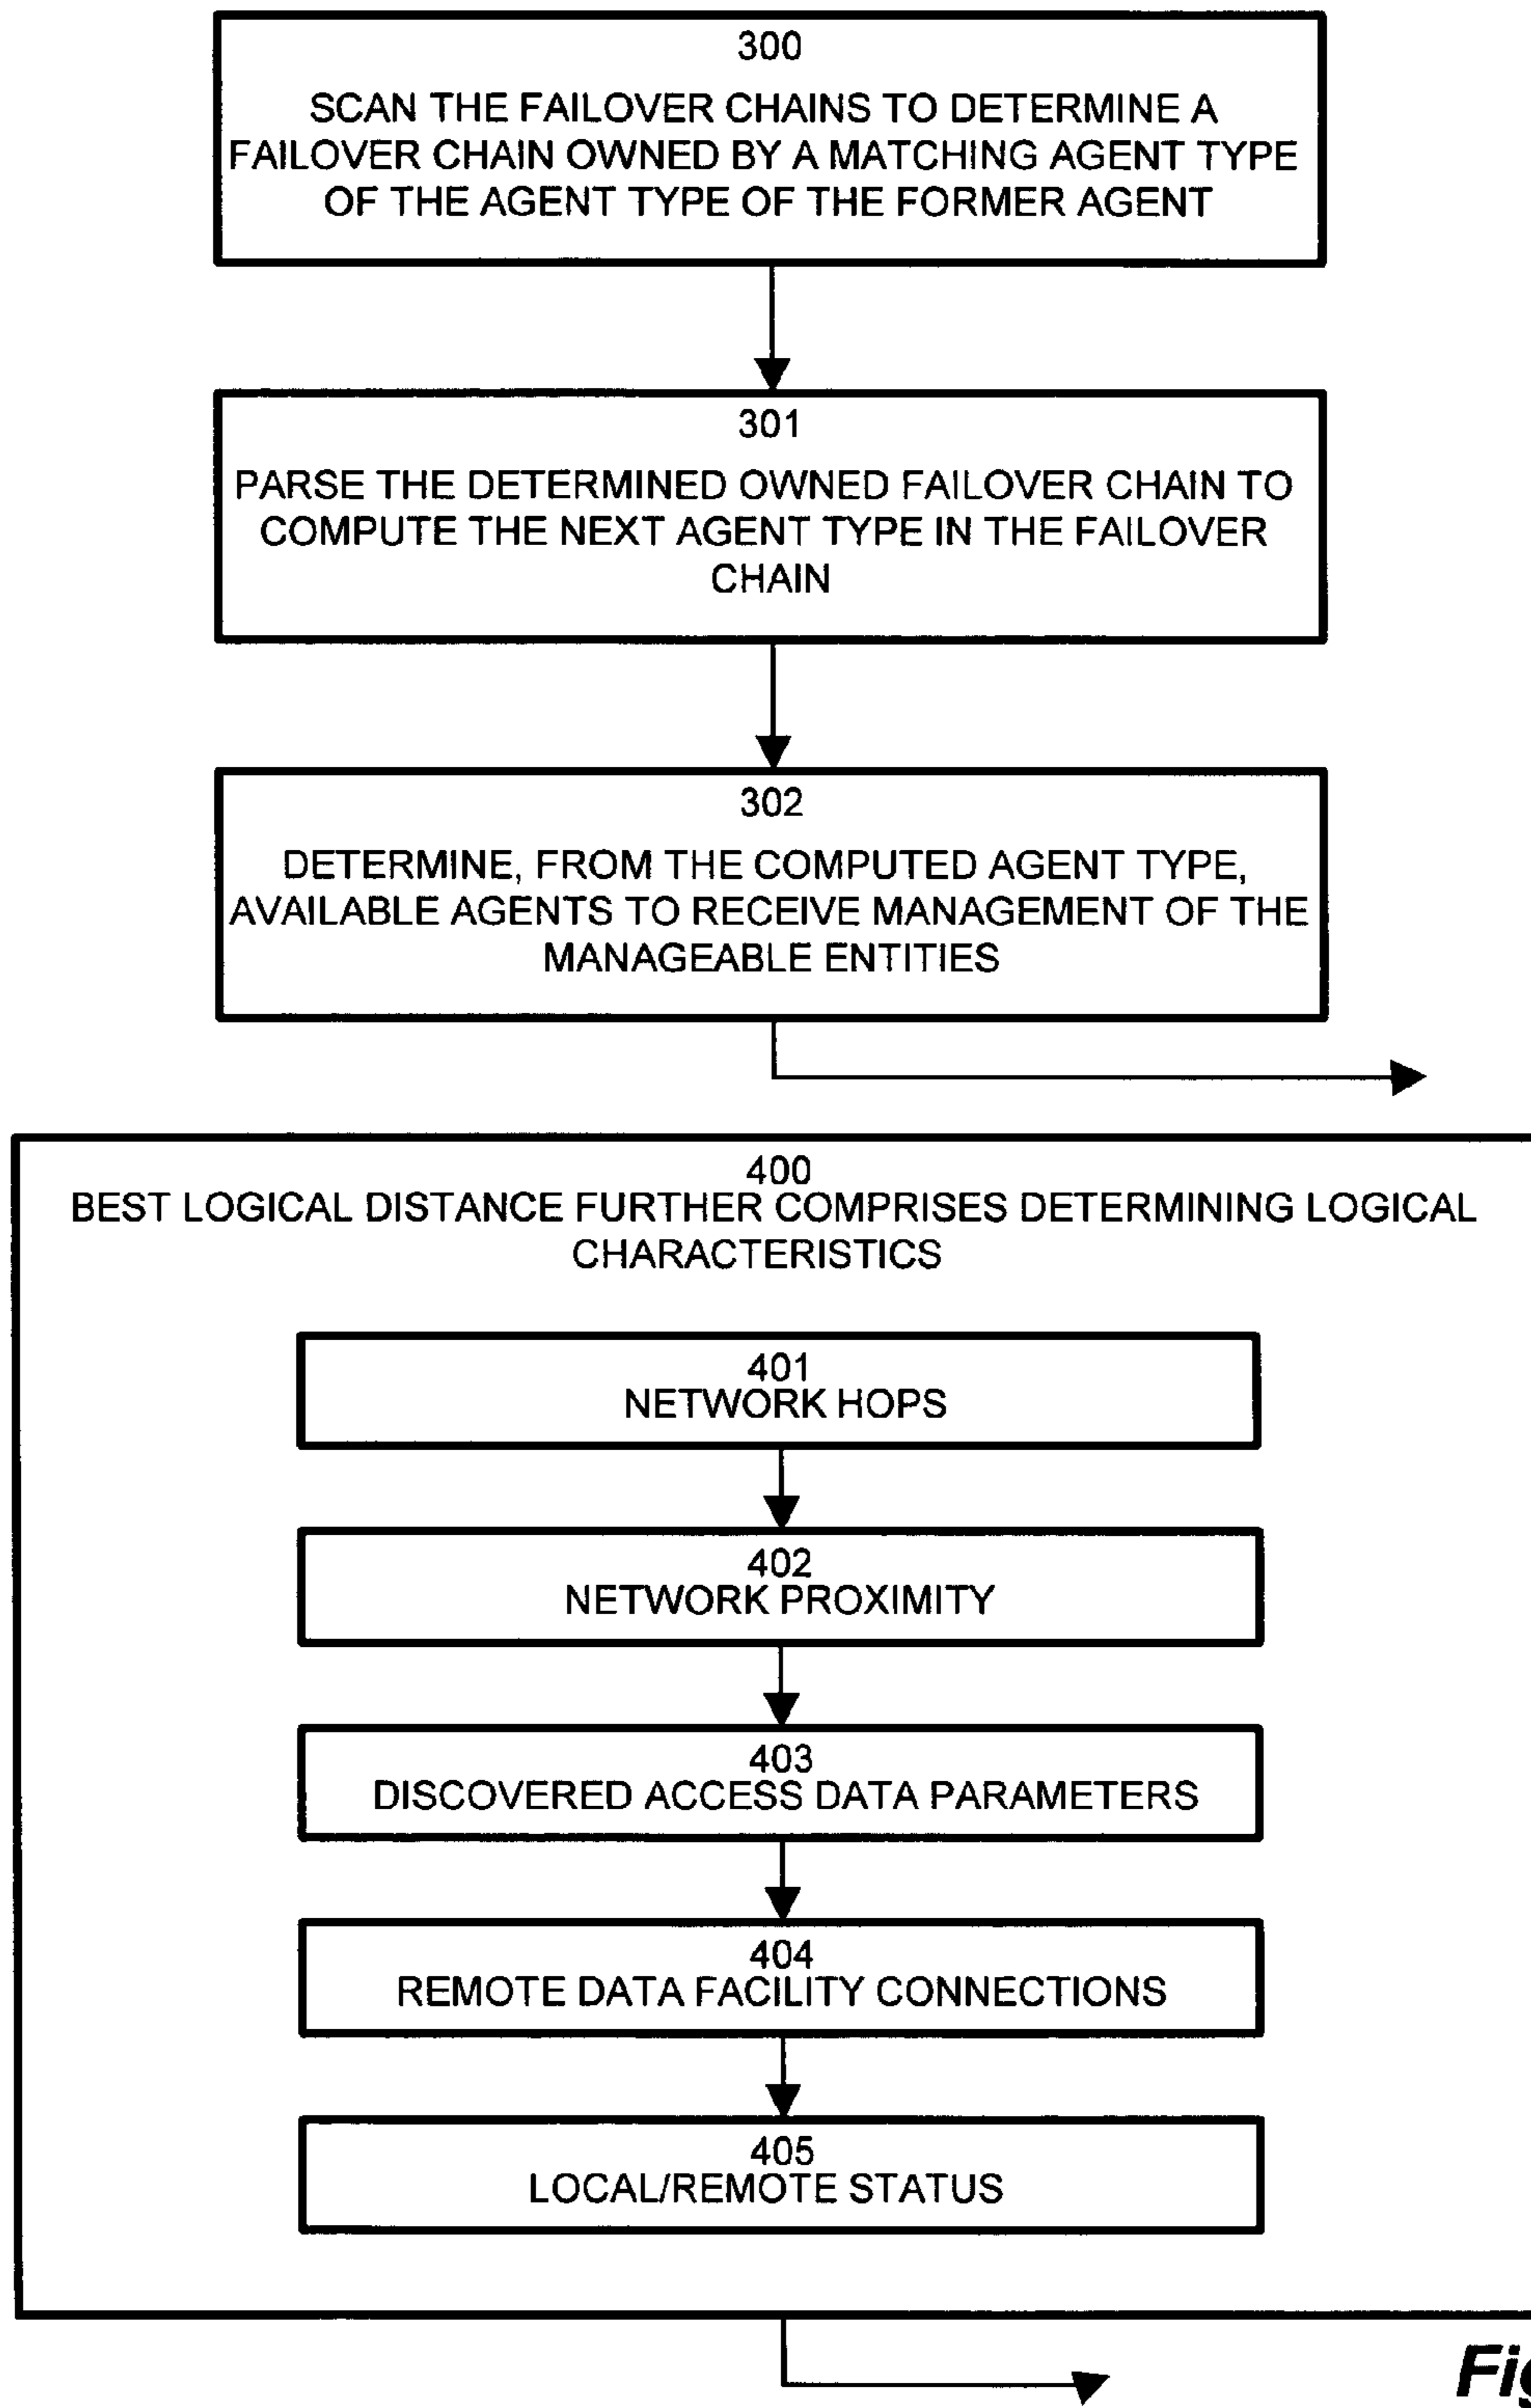 300
SCAN THE FAILOVER CHAINS TO DETERMINE A
FAILOVER CHAIN OWNED BY A MATCHING AGENT TYPE
OF THE AGENT TYPE OF THE FORMER AGENT
301
PARSE THE DETERMINED OWNED FAILOVER CHAIN TO
COMPUTE THE NEXT AGENT TYPE IN THE FAILOVER
CHAIN
302
DETERMINE, FROM THE COMPUTED AGENT TYPE,
AVAILABLE AGENTS TO RECEIVE MANAGEMENT OF THE
MANAGEABLE ENTITIES
400
BEST LOGICAL DISTANCE FURTHER COMPRISES DETERMINING LOGICAL
CHARACTERISTICS
401
NETWORK HOPS
402
NETWORK PROXIMITY
403
DISCOVERED ACCESS DATA PARAMETERS
404
REMOTE DATA FACILITY CONNECTIONS
405
LOCAL/REMOTE STATUS